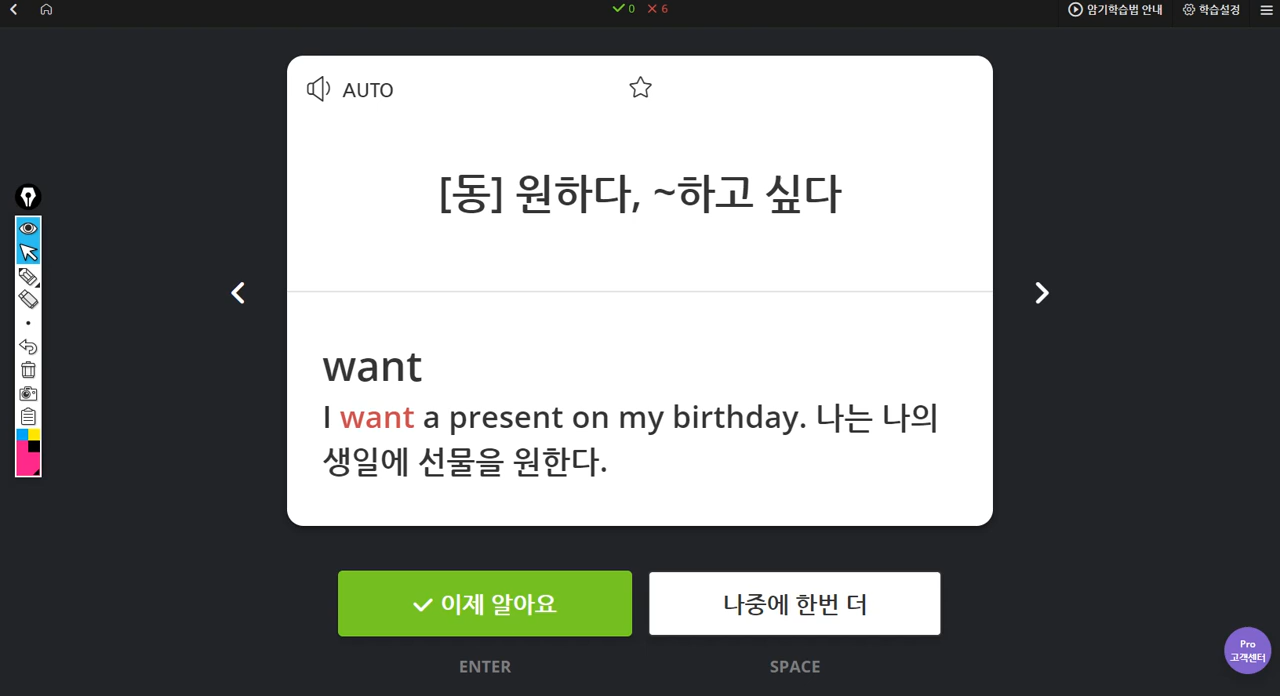 0 6
암기학습법 안내
학습설정
AUTO
[동] 원하다, ~하고 싶다
want
I want a present on my birthday. 나는 나의
생일에 선물을 원한다.
이제 알아요
나중에 한번 더
ENTER
SPACE
Pro
고객센터